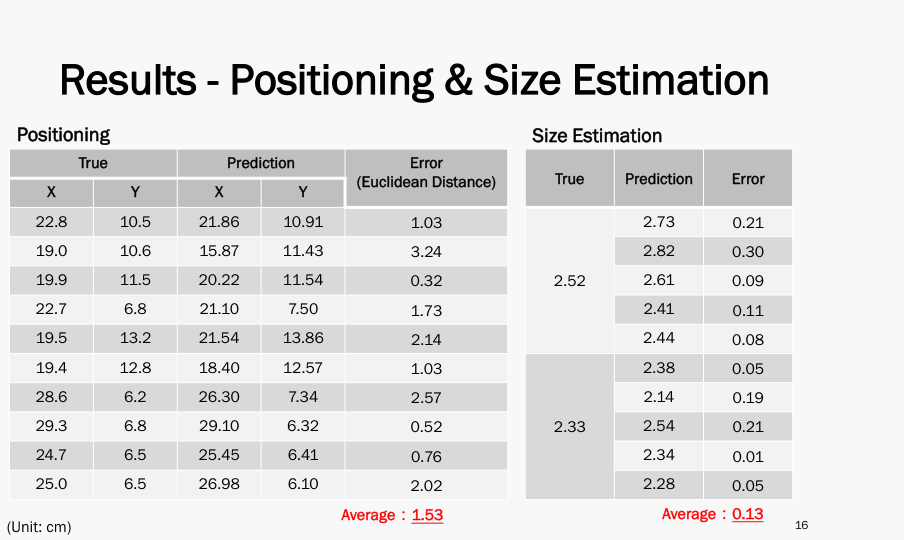 Results - Positioning & Size Estimation
Positioning
True Prediction Error (Euclidean Distance)
X Y X Y
22.8 10.5 21.86 10.91 1.03
19.0 10.6 15.87 11.43 3.24
19.9 11.5 20.22 11.54 0.32
22.7 6.8 21.10 7.50 1.73
19.5 13.2 21.54 13.86 2.14
19.4 12.8 18.40 12.57 1.03
28.6 6.2 26.30 7.34 2.57
29.3 6.8 29.10 6.32 0.52
24.7 6.5 25.45 6.41 0.76
25.0 6.5 26.98 6.10 2.02
Average : 1.53
(Unit: cm)
Size Estimation
True Prediction Error
2.52 2.73 0.21
2.82 0.30
2.61 0.09
2.41 0.11
2.44 0.08
2.33 2.38 0.05
2.14 0.19
2.54 0.21
2.34 0.01
2.28 0.05
Average : 0.13
16